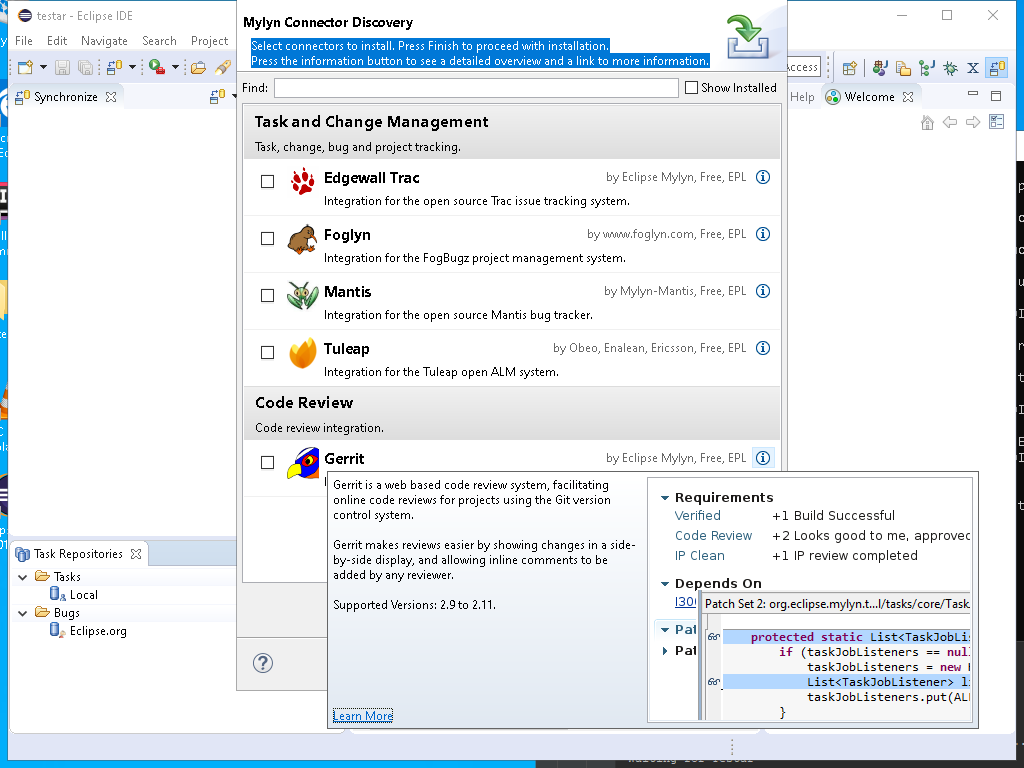 testar - Eclipse IDE
File Edit Navigate Search Project
Help
Synchronize
Welcome
Mylyn Connector Discovery
Select connectors to install. Press Finish to proceed with installation.
Press the information button to see a detailed overview and a link to more information.
Find:
Show Installed
Task and Change Management
Task, change, bug and project tracking.
Edgewall Trac
by Eclipse Mylyn, Free, EPL
Integration for the open source Trac issue tracking system.
Foglyn
by www.foglyn.com, Free, EPL
Integration for the FogBugz project management system.
Mantis
by Mylyn-Mantis, Free, EPL
Integration for the open source Mantis bug tracker.
Tuleap
by Obeo, Enalean, Ericsson, Free, EPL
Integration for the Tuleap open ALM system.
Code Review
Code review integration.
Gerrit
by Eclipse Mylyn, Free, EPL
Gerrit is a web based code review system, facilitating
online code reviews for projects using the Git version
control system.
Gerrit makes reviews easier by showing changes in a side-
by-side display, and allowing inline comments to be
added by any reviewer.
Supported Versions: 2.9 to 2.11.
Learn More
Requirements
Verified +1 Build Successful
Code Review +2 Looks good to me, approved
IP Clean +1 IP review completed
Depends On
I30
Patch Set 2: org.eclipse.mylyn.t...l/tasks/core/Task
Pat
Pat
protected static List<TaskJobLis
if (taskJobListeners == nul
taskJobListeners = new
List<TaskJobListener> l
taskJobListeners.put(AL
}
Task Repositories
Tasks
Local
Bugs
Eclipse.org